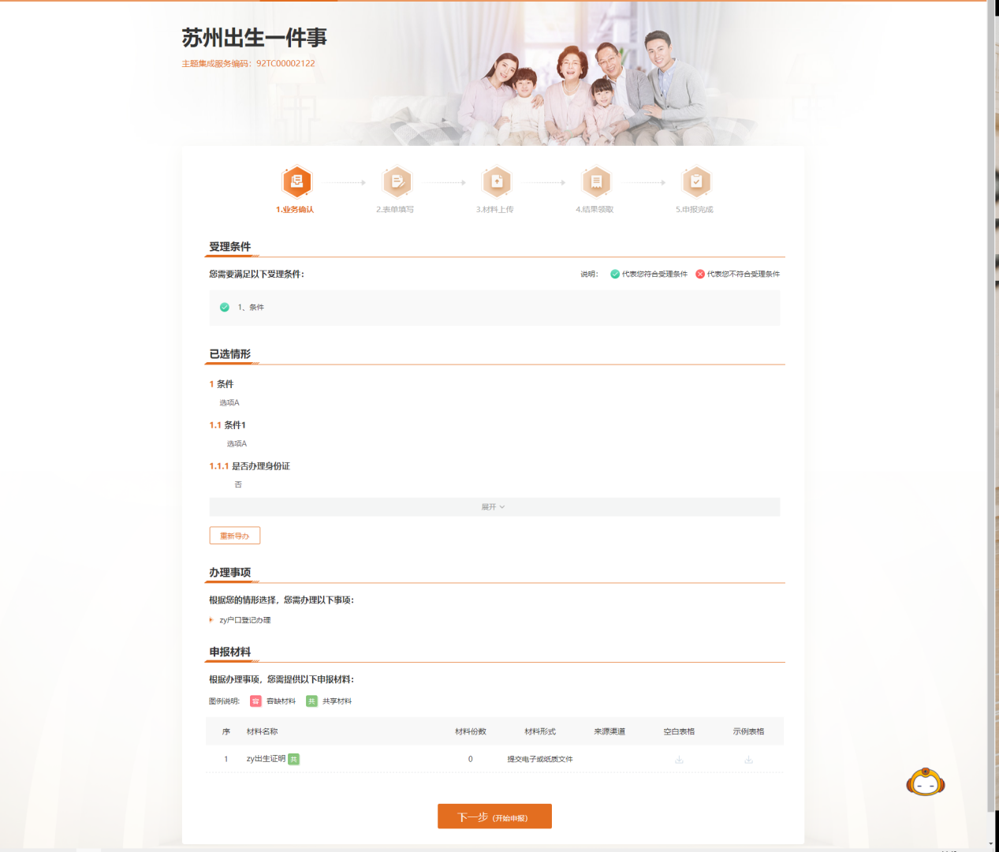 苏州出生一件事
主题集成服务编码：92TC00002122
1.业务确认
2.表单填写
3.材料上传
4.结果领取
5.申报完成
受理条件
您需要满足以下受理条件：
说明：
代表您符合受理条件
代表您不符合受理条件
1、条件
已选情形
1 条件
选项A
1.1 条件1
选项A
1.1.1 是否办理身份证
否
展开
重新导办
办理事项
根据您的情形选择，您需办理以下事项：
zy户口登记办理
申报材料
根据办理事项，您需提供以下申报材料：
图例说明：
容 容缺材料
共 共享材料
序 材料名称 材料份数 材料形式 来源渠道 空白表格 示例表格
1 zy出生证明 共 0 提交电子或纸质文件
下一步（开始申报）